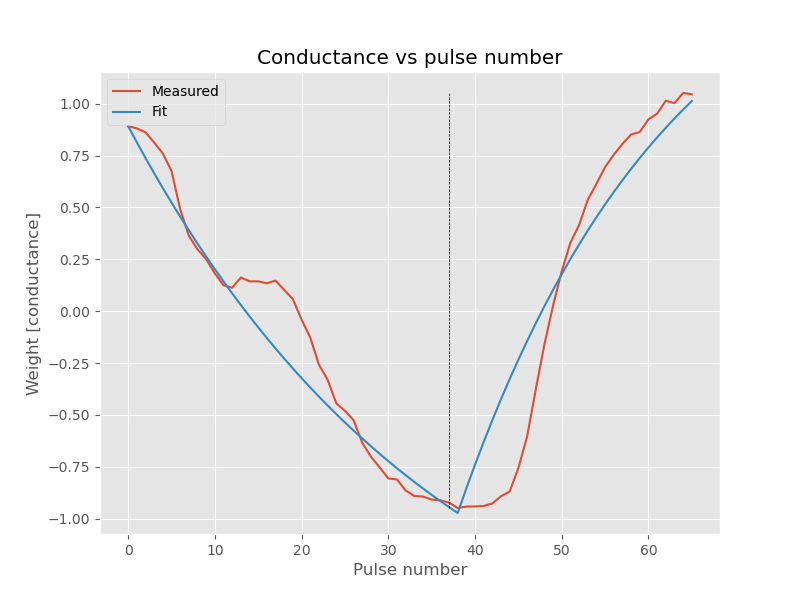 Conductance vs pulse number
Measured
Fit
1.00
0.75
0.50
0.25
0.00
−0.25
−0.50
−0.75
−1.00
Weight [conductance]
0 10 20 30 40 50 60
Pulse number